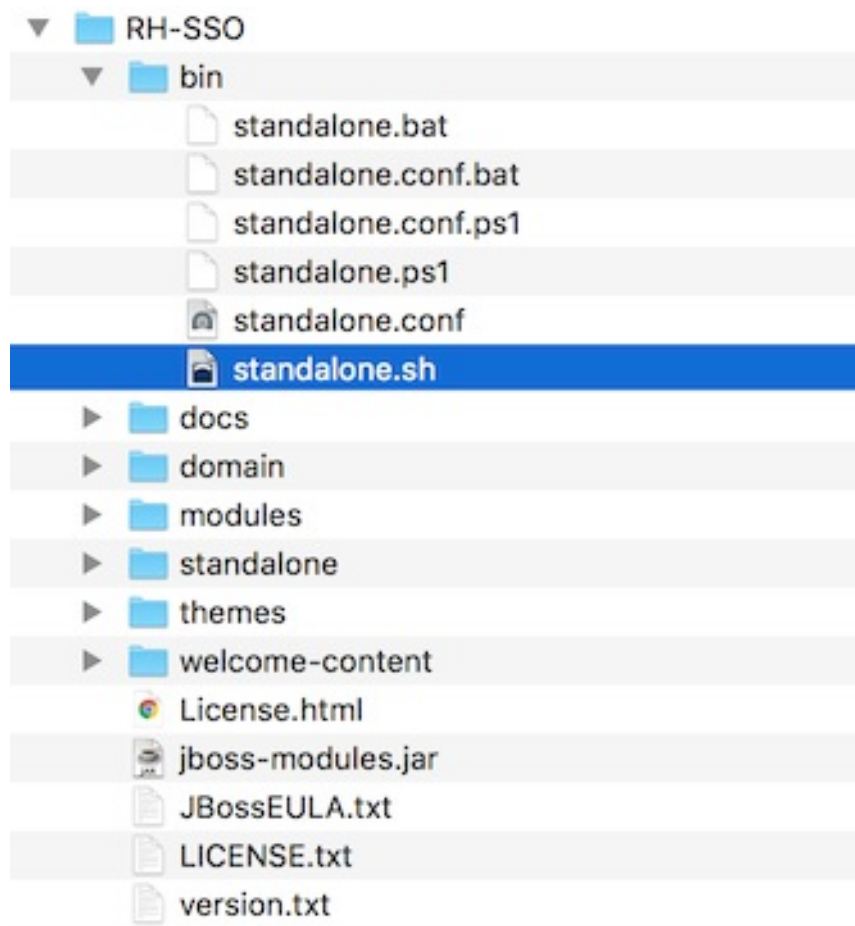 RH-SSO
bin
standalone.bat
standalone.conf.bat
standalone.conf.ps1
standalone.ps1
standalone.conf
standalone.sh
docs
domain
modules
standalone
themes
welcome-content
License.html
jboss-modules.jar
JBossEULA.txt
LICENSE.txt
version.txt